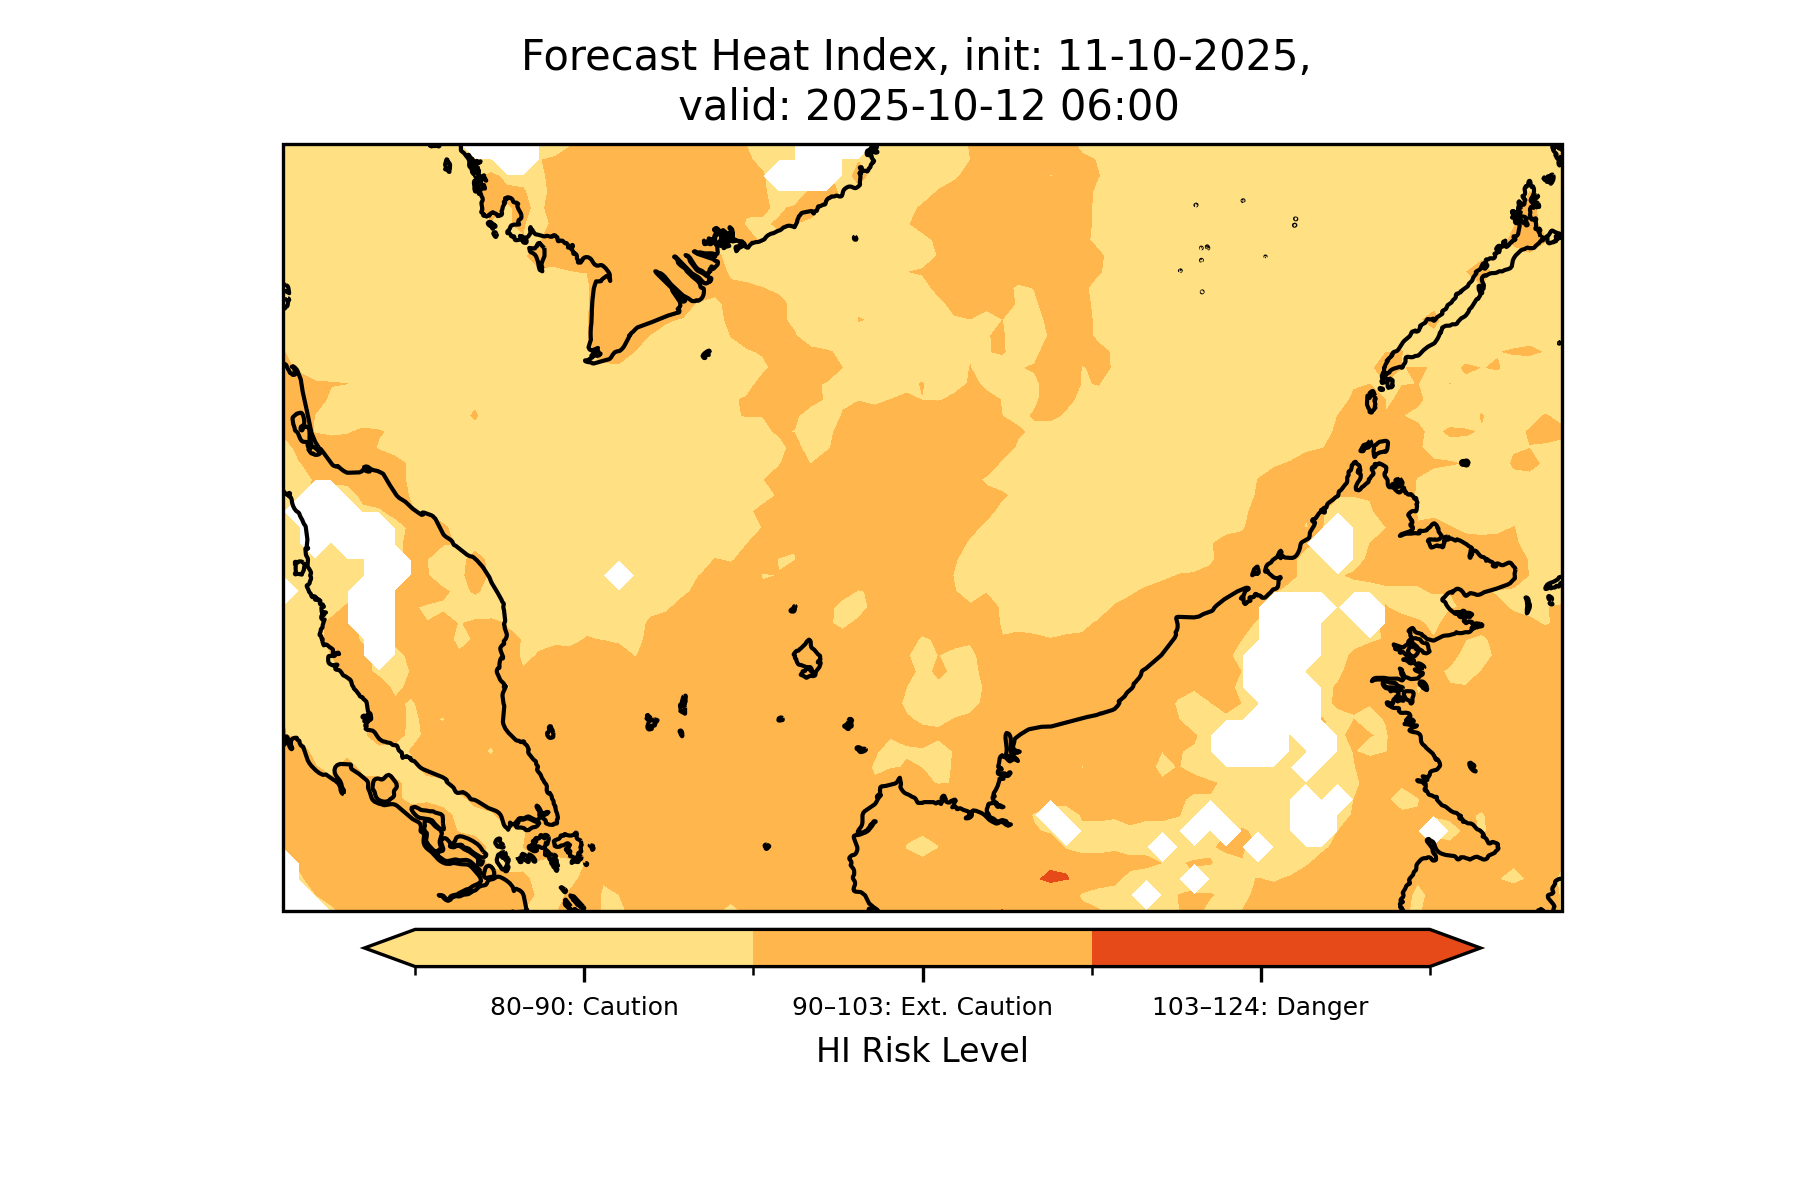 Forecast Heat Index, init: 11-10-2025,
valid: 2025-10-12 06:00
80–90: Caution
90–103: Ext. Caution
103–124: Danger
HI Risk Level